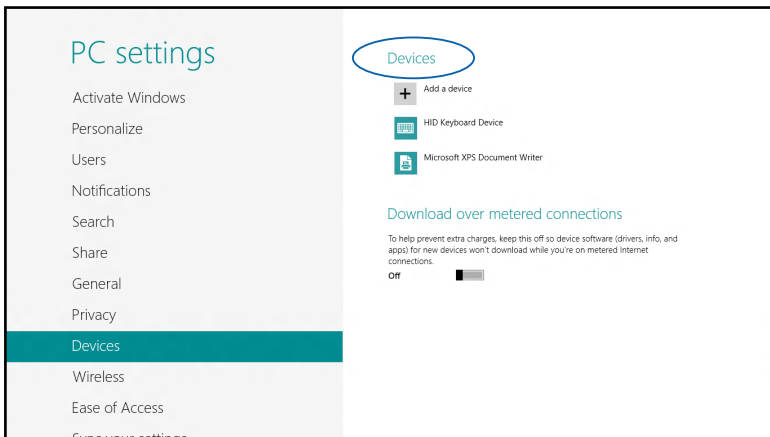 PC settings
Activate Windows
Personalize
Users
Notifications
Search
Share
General
Privacy
Devices
Wireless
Ease of Access
Sync your settings
Devices
Add a device
HID Keyboard Device
Microsoft XPS Document Writer
Download over metered connections
To help prevent extra charges, keep this off so device software (drivers, info, and
apps) for new devices won't download while you're on metered Internet
connections.
Off